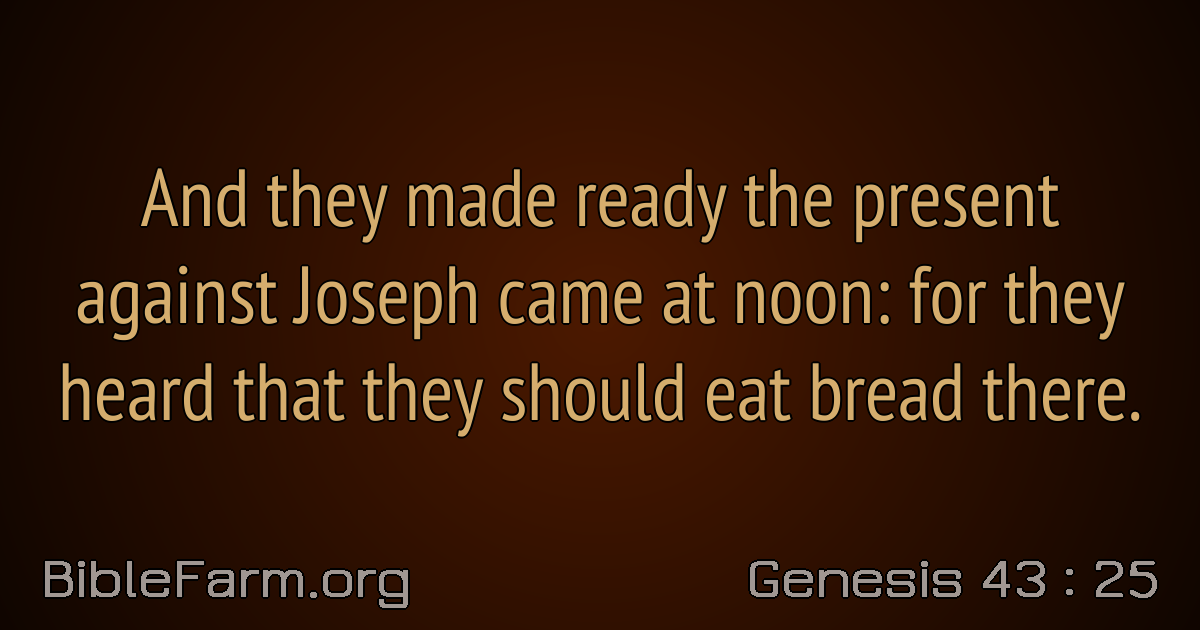 And they made ready the present
against Joseph came at noon: for they
heard that they should eat bread there.
BibleFarm.org
Genesis 43 : 25